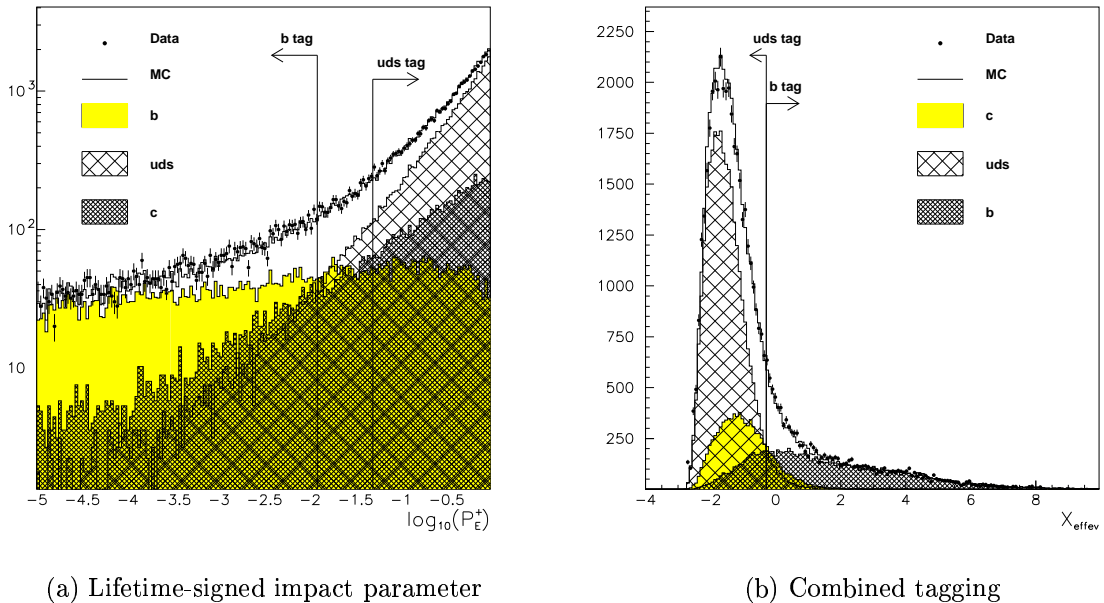 Data
MC
b
uds
c
b tag
uds tag
10³
10²
10
-5 -4.5 -4 -3.5 -3 -2.5 -2 -1.5 -1 -0.5
log₁₀(P_E^+)
(a) Lifetime-signed impact parameter
2250
2000
1750
1500
1250
1000
750
500
250
uds tag
b tag
Data
MC
c
uds
b
-4 -2 0 2 4 6 8
X_effev
(b) Combined tagging